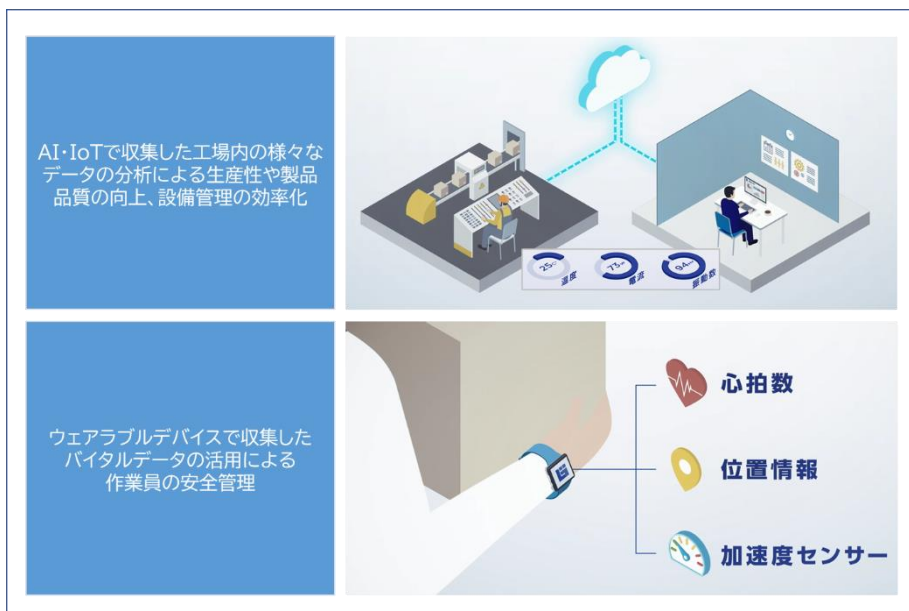 AI・IoTで収集した工場内の様々な
データの分析による生産性や製品
品質の向上、設備管理の効率化
25
温度
73
電流
94
振動数
ウェアラブルデバイスで収集した
バイタルデータの活用による
作業員の安全管理
心拍数
位置情報
加速度センサー